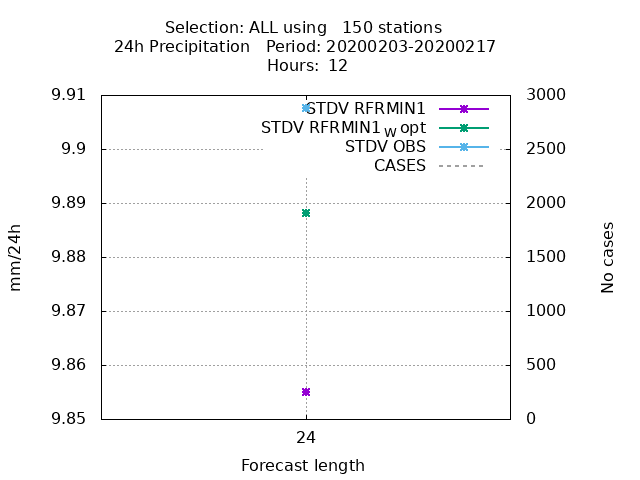 Selection: ALL using   150 stations
24h Precipitation   Period: 20200203-20200217
Hours:  12
9.91
9.9
9.89
9.88
9.87
9.86
9.85
mm/24h
STDV RFRMIN1
STDV RFRMIN1wopt
STDV OBS
CASES
3000
2500
2000
1500
1000
500
0
No cases
24
Forecast length